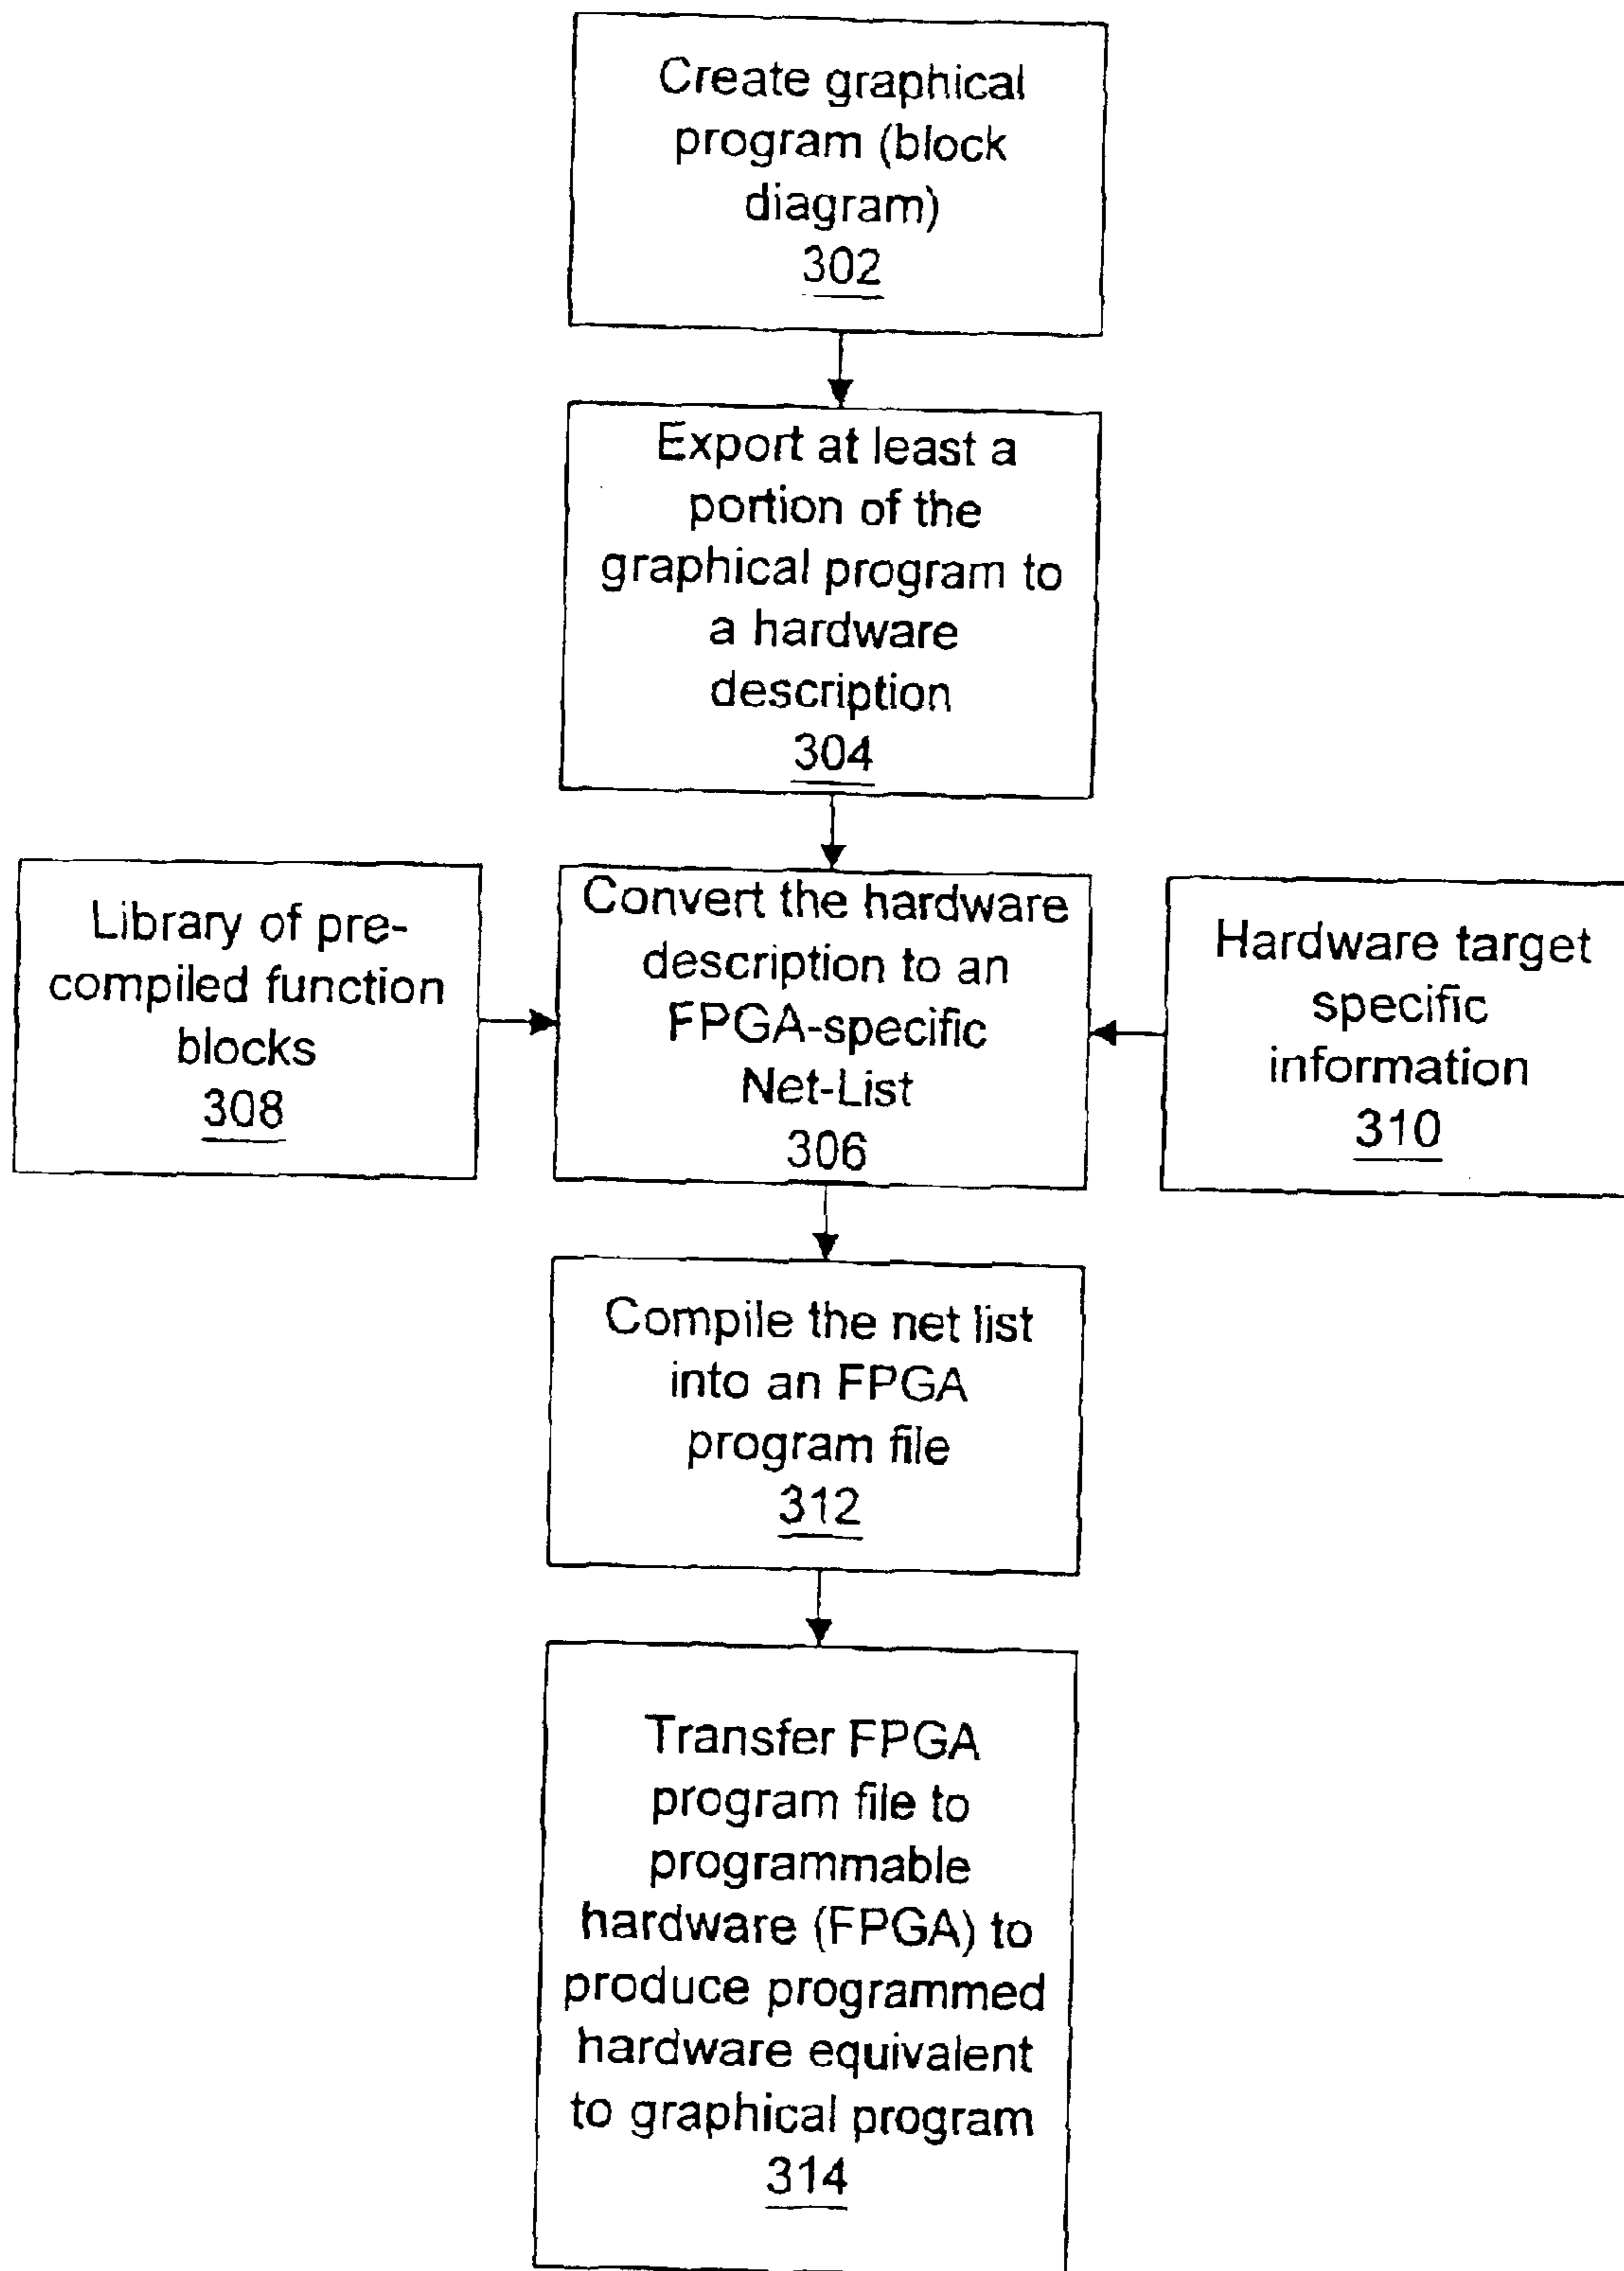 Create graphical
program (block
diagram)
302
Export at least a
portion of the
graphical program to
a hardware
description
304
Library of pre-
compiled function
blocks
308
Convert the hardware
description to an
FPGA-specific
Net-List
306
Hardware target
specific
information
310
Compile the net list
into an FPGA
program file
312
Transfer FPGA
program file to
programmable
hardware (FPGA) to
produce programmed
hardware equivalent
to graphical program
314